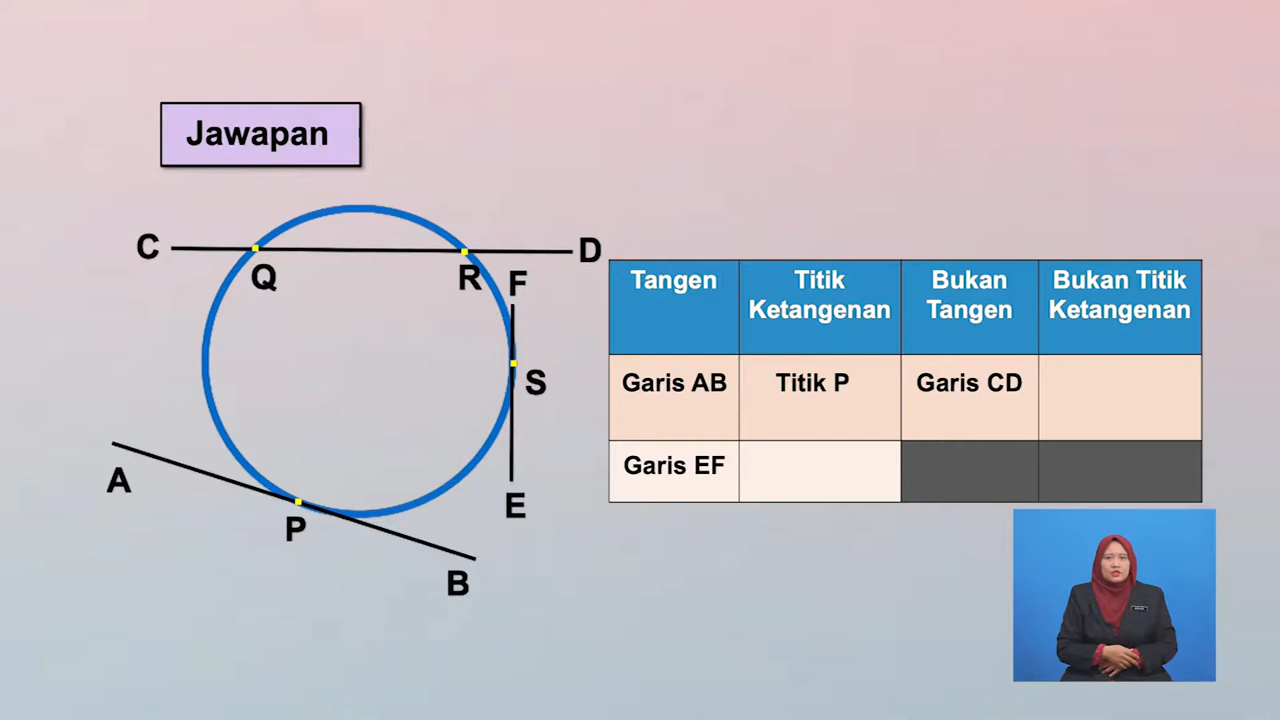 Jawapan
C
D
Q
R
F
S
A
E
P
B
Tangen
Titik
Ketangenan
Bukan
Tangen
Bukan Titik
Ketangenan
Garis AB
Titik P
Garis CD
Garis EF